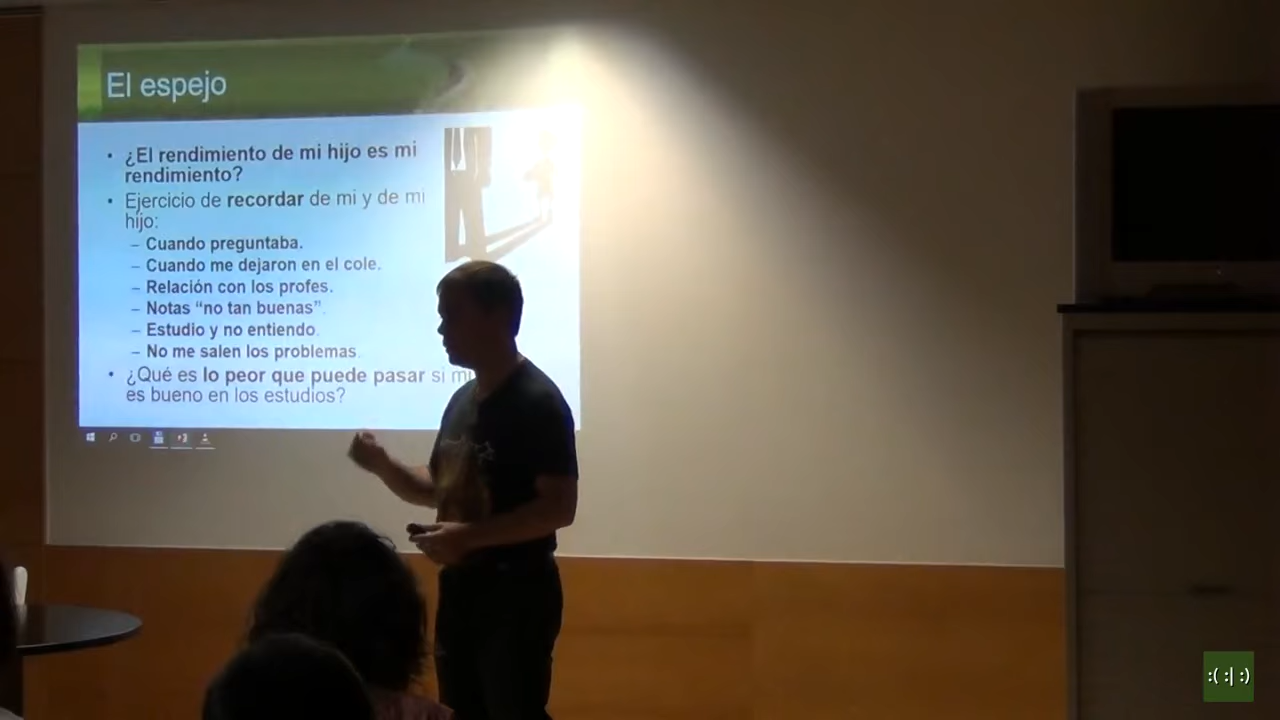 El espejo
• ¿El rendimiento de mi hijo es mi
rendimiento?
• Ejercicio de recordar de mi y de mi
hijo:
– Cuando preguntaba.
– Cuando me dejaron en el cole.
– Relación con los profes.
– Notas “no tan buenas”.
– Estudio y no entiendo.
– No me salen los problemas.
• ¿Qué es lo peor que puede pasar si mi
es bueno en los estudios?
:( :| :)